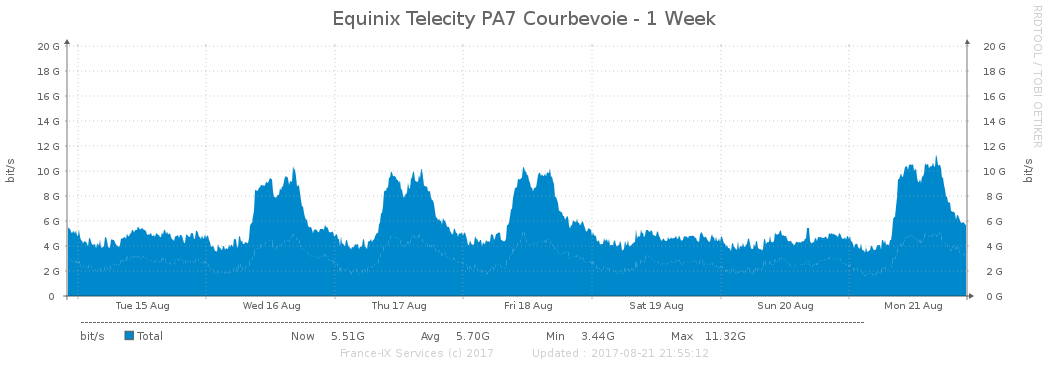 Equinix Telecity PA7 Courbevoie - 1 Week
RRDTOOL / TOBI OETIKER
bit/s
bit/s
20 G 20 G
18 G 18 G
16 G 16 G
14 G 14 G
12 G 12 G
10 G 10 G
8 G 8 G
6 G 6 G
4 G 4 G
2 G 2 G
0 0 G
Tue 15 Aug Wed 16 Aug Thu 17 Aug Fri 18 Aug Sat 19 Aug Sun 20 Aug Mon 21 Aug
bit/s Total Now 5.51G Avg 5.70G Min 3.44G Max 11.32G
France-IX Services (c) 2017 Updated : 2017-08-21 21:55:12